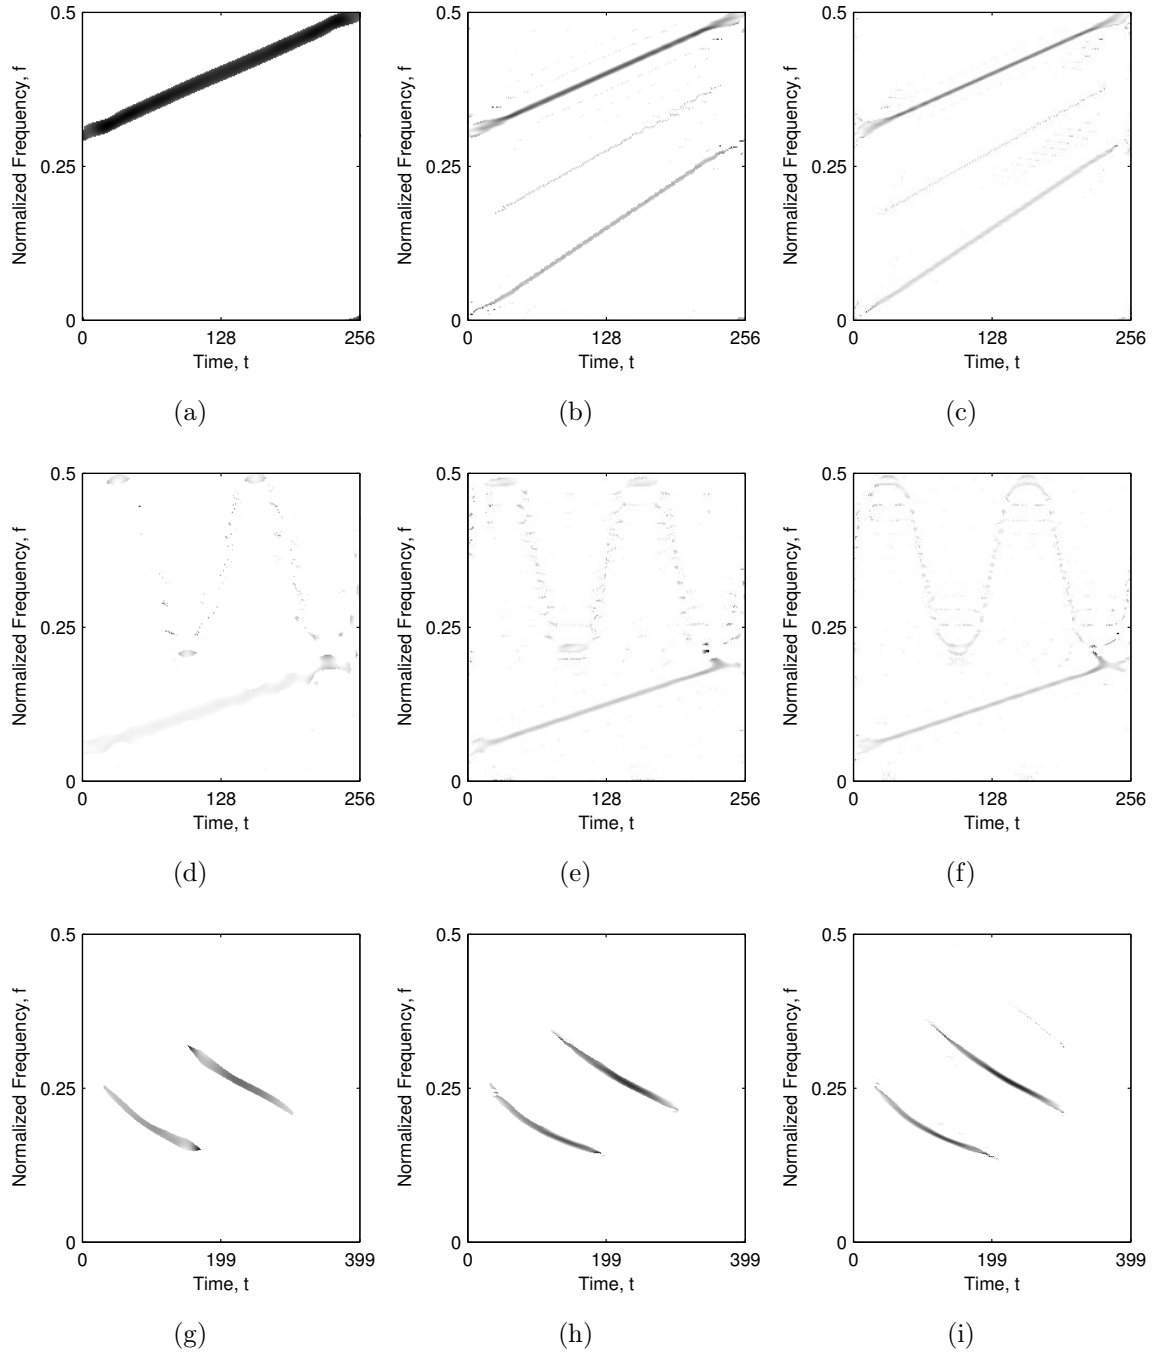 0.5
0.25
0
Normalized Frequency, f
0
128
256
Time, t
(a)
0.5
0.25
0
Normalized Frequency, f
0
128
256
Time, t
(b)
0.5
0.25
0
Normalized Frequency, f
0
128
256
Time, t
(c)
0.5
0.25
0
Normalized Frequency, f
0
128
256
Time, t
(d)
0.5
0.25
0
Normalized Frequency, f
0
128
256
Time, t
(e)
0.5
0.25
0
Normalized Frequency, f
0
128
256
Time, t
(f)
0.5
0.25
0
Normalized Frequency, f
0
199
399
Time, t
(g)
0.5
0.25
0
Normalized Frequency, f
0
199
399
Time, t
(h)
0.5
0.25
0
Normalized Frequency, f
0
199
399
Time, t
(i)